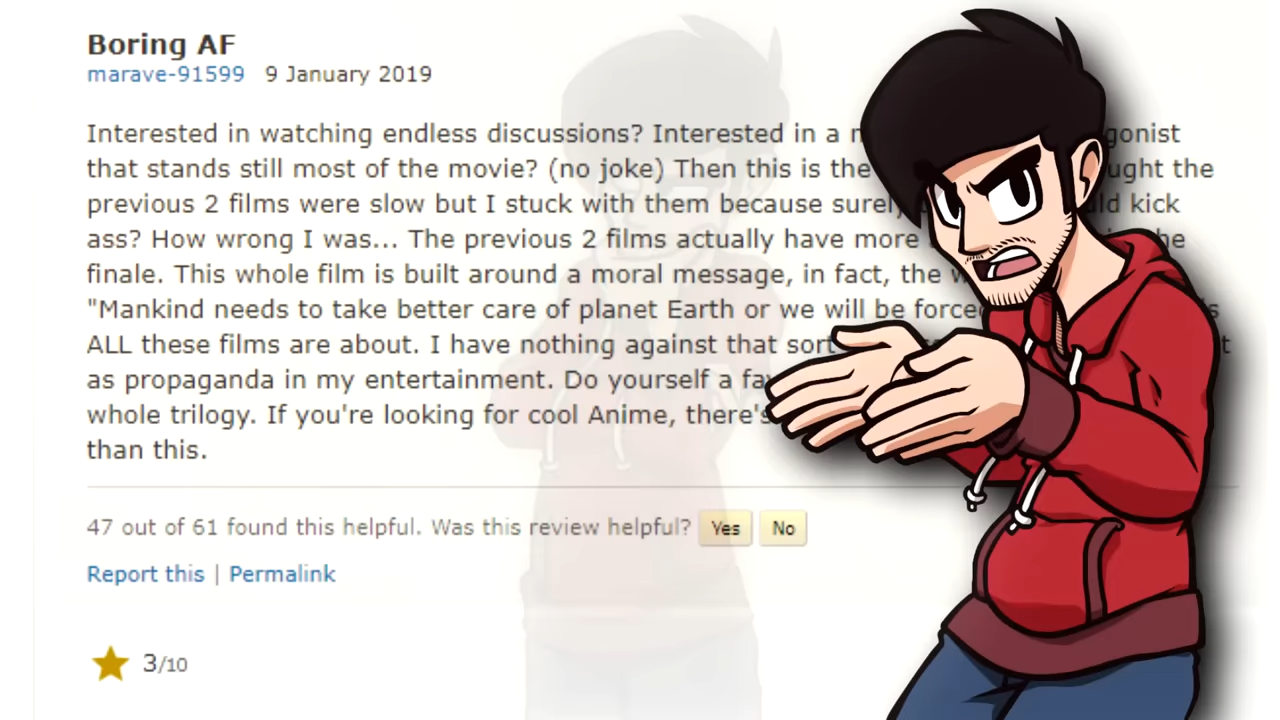 Boring AF
marave-91599 9 January 2019
Interested in watching endless discussions? Interested in a
that stands still most of the movie? (no joke) Then this is the the
previous 2 films were slow but I stuck with them because kick
ass? How wrong I was... The previous 2 films actually have more
finale. This whole film is built around a moral message, in fact, the
"Mankind needs to take better care of planet Earth or we will be
ALL these films are about. I have nothing against that sort
as propaganda in my entertainment. Do yourself a
whole trilogy. If you're looking for cool Anime, there's
than this.
47 out of 61 found this helpful. Was this review helpful? Yes No
Report this | Permalink
3/10